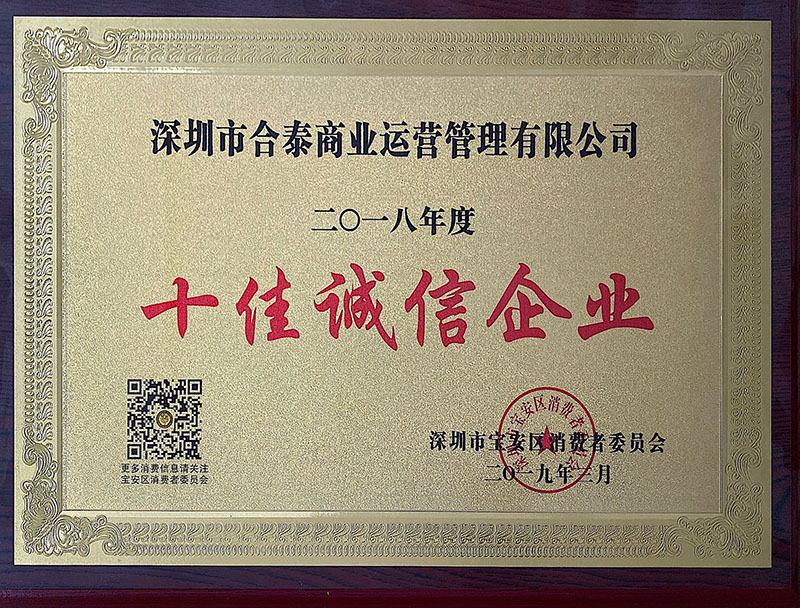 深圳市合泰商业运营管理有限公司
二〇一八年度
十佳诚信企业
更多消费信息请关注
宝安区消费者委员会
深圳市宝安区消费者委员会
二〇一九年三月